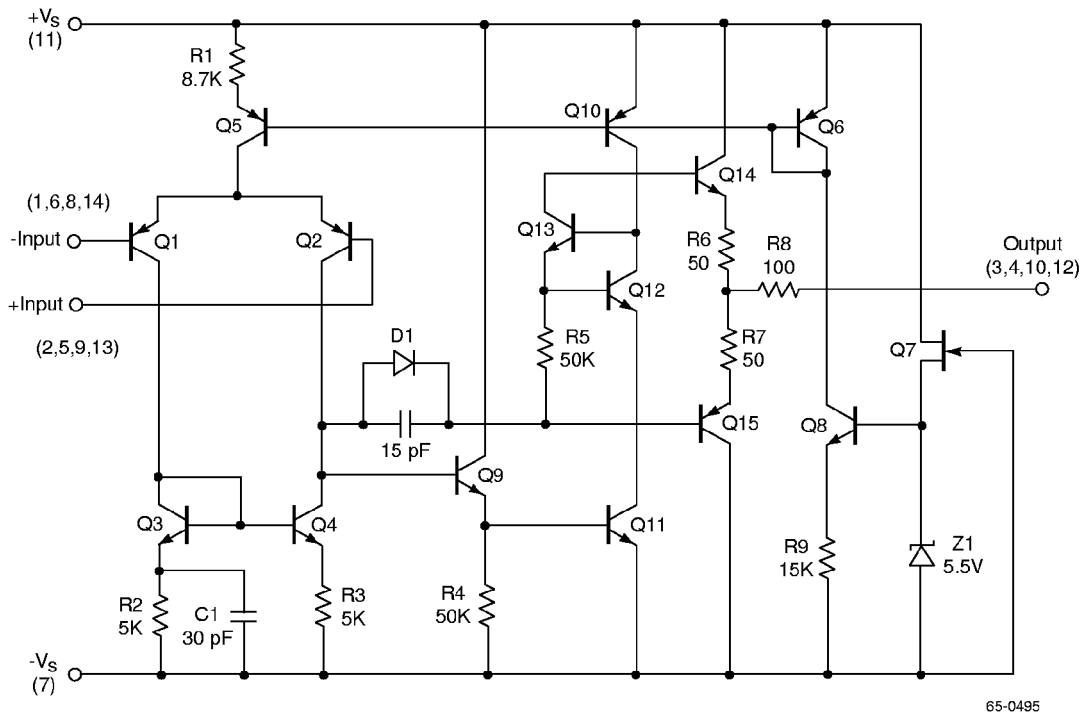 +VS
(11)
R1
8.7K
Q5
Q10
Q6
Q14
(1,6,8,14)
-Input
Q1
Q2
Q13
R6
50
R8
100
Output
(3,4,10,12)
+Input
Q12
(2,5,9,13)
D1
R5
50K
R7
50
Q7
15 pF
Q15
Q8
Q9
Q3
Q4
Q11
R9
15K
Z1
5.5V
R2
5K
C1
30 pF
R3
5K
R4
50K
-VS
(7)
65-0495